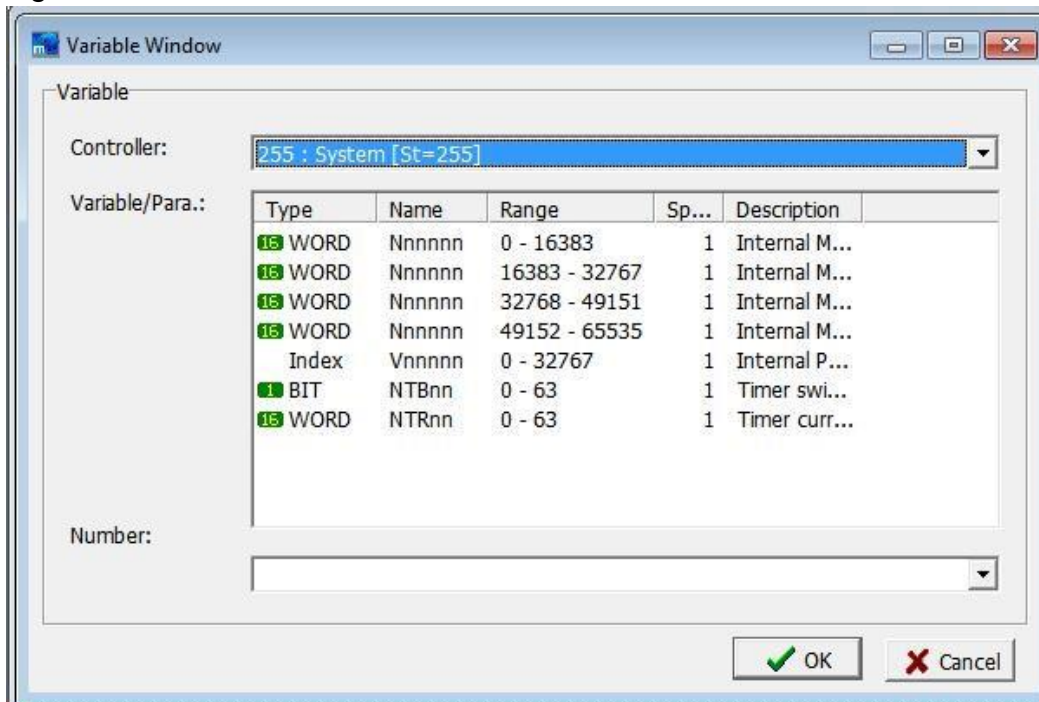 Variable Window
Variable
Controller: 255 : System [St=255]
Variable/Para.: Type Name Range Sp... Description
16 WORD Nnnnnn 0 - 16383 1 Internal M...
16 WORD Nnnnnn 16383 - 32767 1 Internal M...
16 WORD Nnnnnn 32768 - 49151 1 Internal M...
16 WORD Nnnnnn 49152 - 65535 1 Internal M...
Index Vnnnnn 0 - 32767 1 Internal P...
1 BIT NTBnn 0 - 63 1 Timer swi...
16 WORD NTRnn 0 - 63 1 Timer curr...
Number:
OK Cancel